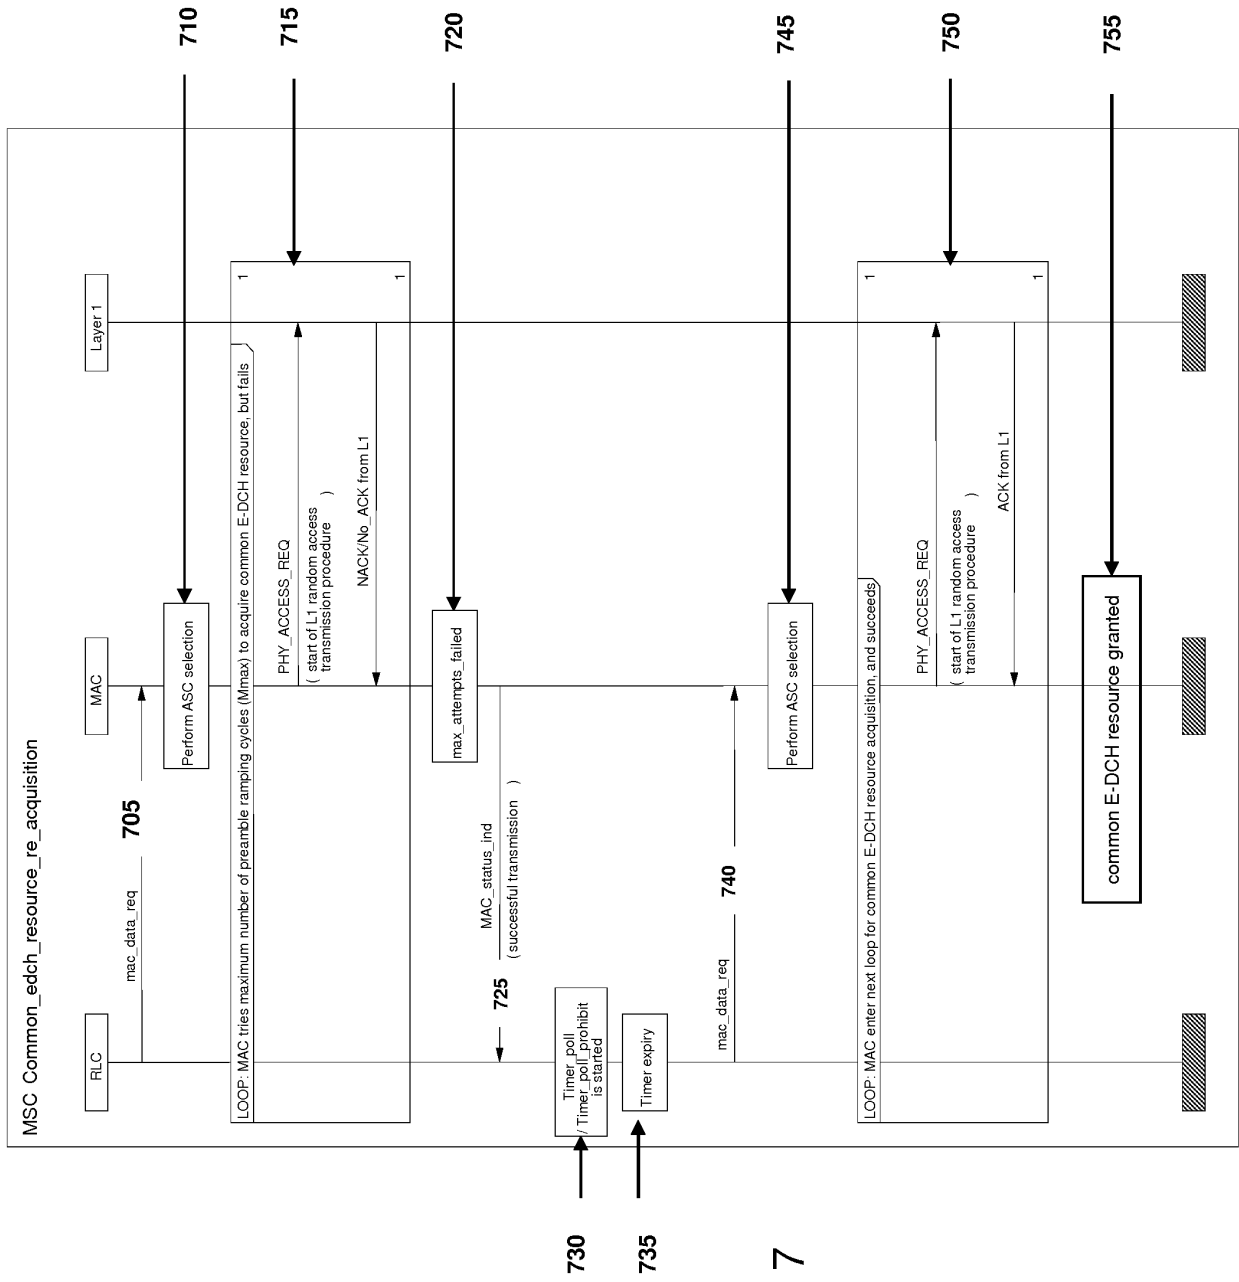 MSC Common_edch_resource_re_acquisition
RLC
MAC
Layer 1
mac_data_req
705
Perform ASC selection
710
LOOP: MAC tries maximum number of preamble ramping cycles (Mmax) to acquire common E-DCH resource, but fails
1
715
PHY_ACCESS_REQ
( start of L1 random access
transmission procedure )
NACK/No_ACK from L1
1
max_attempts_failed
720
MAC_status_ind
725
(successful transmission )
730
Timer_poll
/ Timer_poll_prohibit
is started
735
Timer expiry
mac_data_req
740
Perform ASC selection
745
LOOP: MAC enter next loop for common E-DCH resource acquisition, and succeeds
1
PHY_ACCESS_REQ
750
( start of L1 random access
transmission procedure )
ACK from L1
1
common E-DCH resource granted
755
7